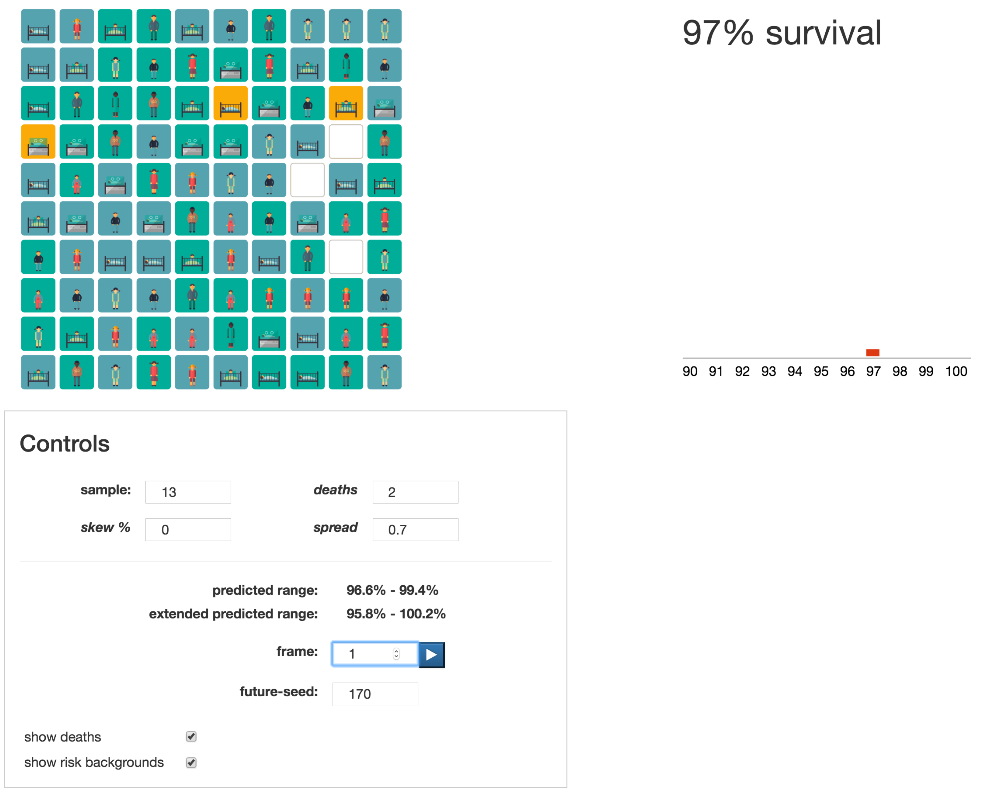 97% survival
90 91 92 93 94 95 96 97 98 99 100
Controls
sample: 13 deaths 2
skew % 0 spread 0.7
predicted range: 96.6% - 99.4%
extended predicted range: 95.8% - 100.2%
frame: 1
future-seed: 170
show deaths
show risk backgrounds